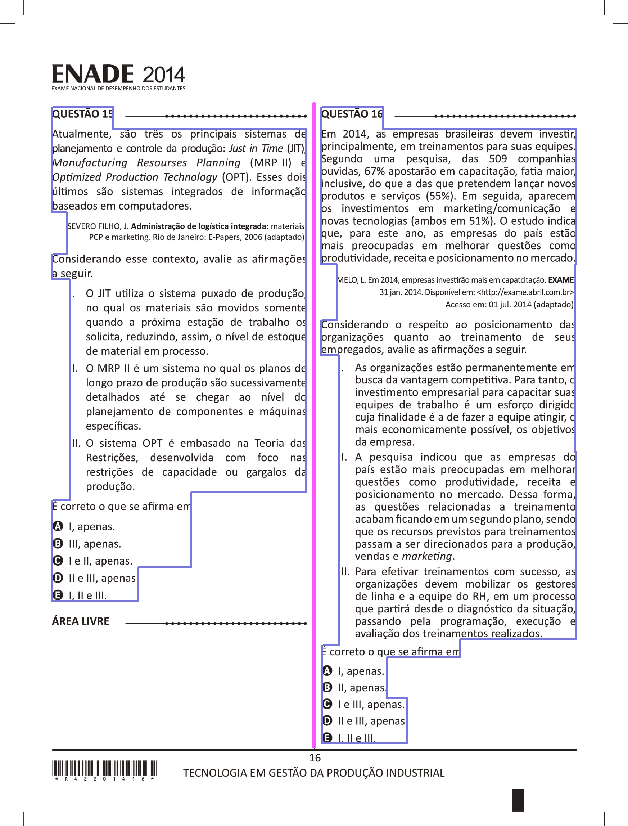 ENADE 2014
EXAME NACIONAL DE DESEMPENHO DOS ESTUDANTES
QUESTÃO 15
Atualmente, são três os principais sistemas de
planejamento e controle da produção: Just in Time (JIT),
Manufacturing Resourses Planning (MRP II) e
Optimized Production Technology (OPT). Esses dois
últimos são sistemas integrados de informação
baseados em computadores.
SEVERO FILHO, J. Administração de logística integrada: materiais
PCP e marketing. Rio de Janeiro: E-Papers, 2006 (adaptado)
Considerando esse contexto, avalie as afirmações
a seguir.
I. O JIT utiliza o sistema puxado de produção,
no qual os materiais são movidos somente
quando a próxima estação de trabalho os
solicita, reduzindo, assim, o nível de estoque
de material em processo.
II. O MRP II é um sistema no qual os planos de
longo prazo de produção são sucessivamente
detalhados até se chegar ao nível do
planejamento de componentes e máquinas
específicas.
III. O sistema OPT é embasado na Teoria das
Restrições, desenvolvida com foco nas
restrições de capacidade ou gargalos da
produção.
É correto o que se afirma em
A I, apenas.
B III, apenas.
C I e II, apenas.
D II e III, apenas
E I, II e III.
ÁREA LIVRE
QUESTÃO 16
Em 2014, as empresas brasileiras devem investir,
principalmente, em treinamentos para suas equipes.
Segundo uma pesquisa, das 509 companhias
ouvidas, 67% apostarão em capacitação, fatia maior,
inclusive, do que a das que pretendem lançar novos
produtos e serviços (55%). Em seguida, aparecem
os investimentos em marketing/comunicação e
novas tecnologias (ambos em 51%). O estudo indica
que, para este ano, as empresas do país estão
mais preocupadas em melhorar questões como
produtividade, receita e posicionamento no mercado.
MELO, L. Em 2014, empresas investirão mais em capatcitação. EXAME
31 jan. 2014. Disponível em: <http://exame.abril.com.br>
Acesso em: 01 jul. 2014 (adaptado)
Considerando o respeito ao posicionamento das
organizações quanto ao treinamento de seus
empregados, avalie as afirmações a seguir.
I. As organizações estão permanentemente em
busca da vantagem competitiva. Para tanto, o
investimento empresarial para capacitar suas
equipes de trabalho é um esforço dirigido
cuja finalidade é a de fazer a equipe atingir, o
mais economicamente possível, os objetivos
da empresa.
II. A pesquisa indicou que as empresas do
país estão mais preocupadas em melhorar
questões como produtividade, receita e
posicionamento no mercado. Dessa forma,
as questões relacionadas a treinamento
acabam ficando em um segundo plano, sendo
que os recursos previstos para treinamentos
passam a ser direcionados para a produção,
vendas e marketing.
III. Para efetivar treinamentos com sucesso, as
organizações devem mobilizar os gestores
de linha e a equipe do RH, em um processo
que partirá desde o diagnóstico da situação,
passando pela programação, execução e
avaliação dos treinamentos realizados.
É correto o que se afirma em
A I, apenas.
B II, apenas.
C I e III, apenas.
D II e III, apenas
E I, II e III.
16
TECNOLOGIA EM GESTÃO DA PRODUÇÃO INDUSTRIAL
*R42201416*